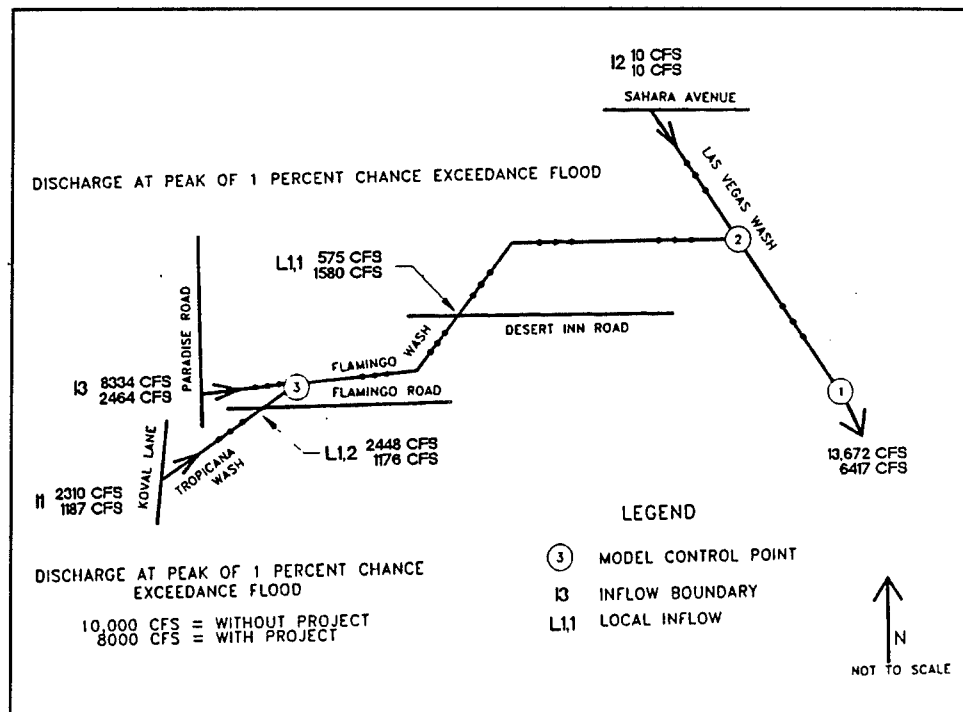 I2 10 CFS
10 CFS
SAHARA AVENUE
LAS VEGAS WASH
DISCHARGE AT PEAK OF 1 PERCENT CHANCE EXCEEDANCE FLOOD
2
L1,1 575 CFS
1580 CFS
PARADISE ROAD
DESERT INN ROAD
FLAMINGO WASH
I3 8334 CFS
2464 CFS
3
FLAMINGO ROAD
1
KOVAL LANE
TROPICANA WASH
L1,2 2448 CFS
1176 CFS
13,672 CFS
6417 CFS
I1 2310 CFS
1187 CFS
LEGEND
3 MODEL CONTROL POINT
I3 INFLOW BOUNDARY
L1,1 LOCAL INFLOW
DISCHARGE AT PEAK OF 1 PERCENT CHANCE
EXCEEDANCE FLOOD
10,000 CFS = WITHOUT PROJECT
8000 CFS = WITH PROJECT
N
NOT TO SCALE